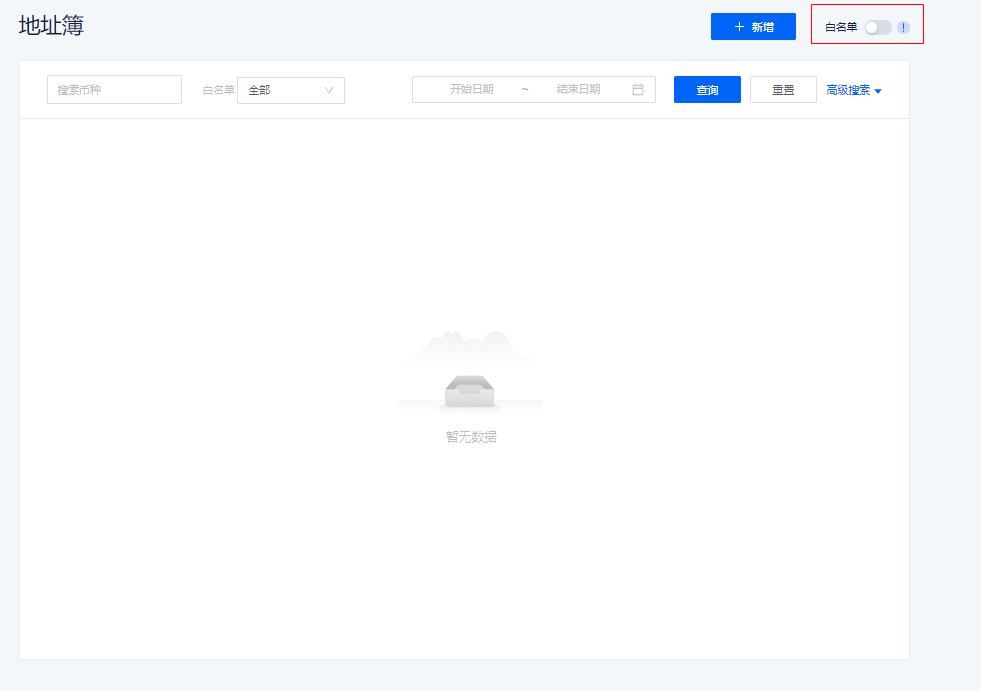 地址簿
+ 新增
白名单 !
搜索币种 白名单 全部 开始日期 ~ 结束日期 查询 重置 高级搜索
暂无数据